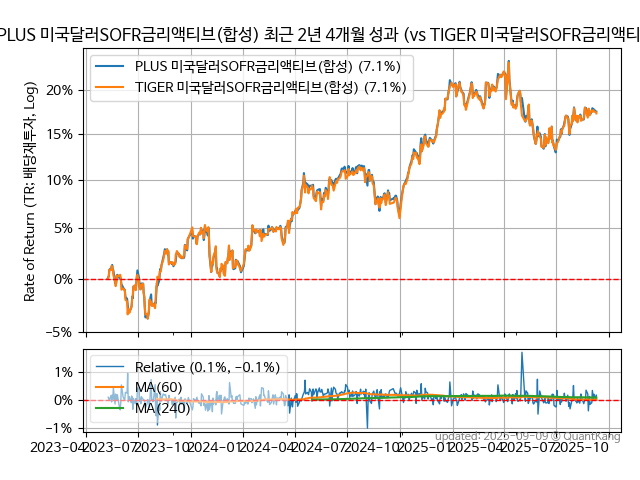 PLUS 미국달러SOFR금리액티브(합성) 최근 2년 4개월 성과 (vs TIGER 미국달러SOFR금리액티
Rate of Return (TR: 배당재투자, Log)
PLUS 미국달러SOFR금리액티브(합성) (7.1%)
TIGER 미국달러SOFR금리액티브(합성) (7.1%)
20%
15%
10%
5%
0%
−5%
Relative (0.1%, −0.1%)
MA(60)
MA(240)
1%
0%
−1%
2023-04 2023-07 2023-10 2024-01 2024-04 2024-07 2024-10 2025-01 2025-04 2025-07 2025-10
updated: 2025-09-09 @ QuantKang